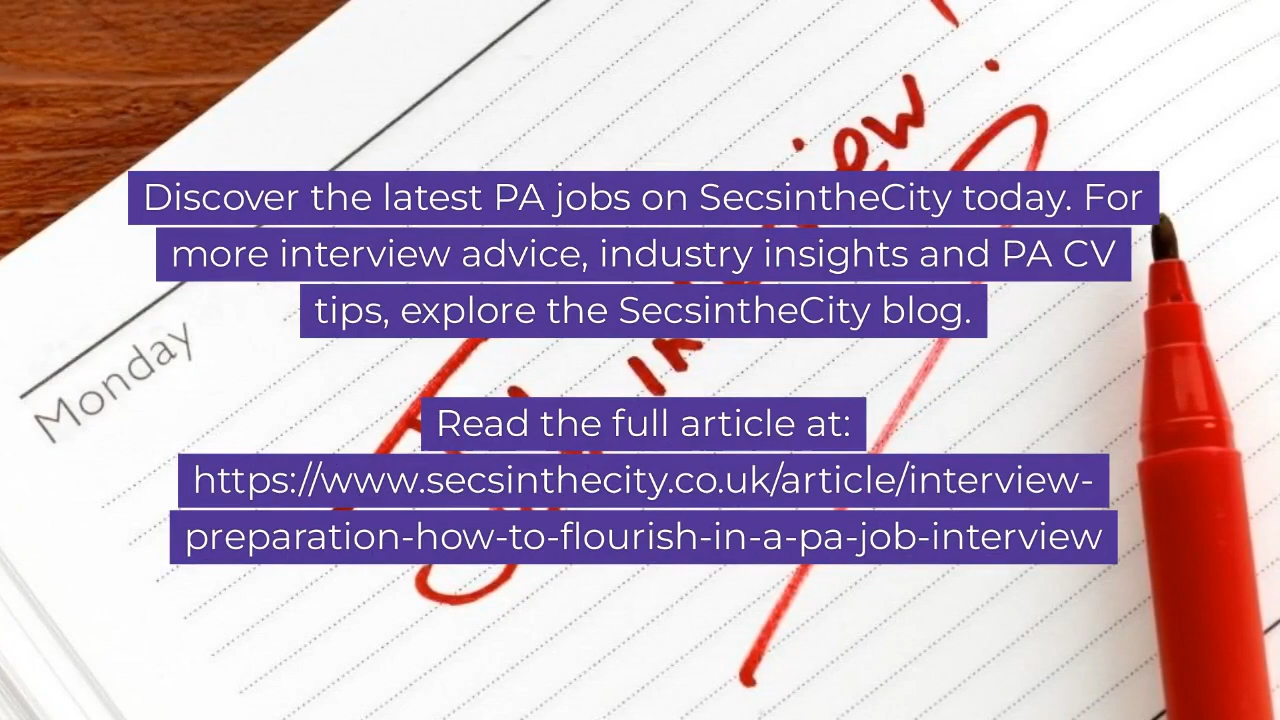 Discover the latest PA jobs on SecsintheCity today. For
more interview advice, industry insights and PA CV
tips, explore the SecsintheCity blog.
Read the full article at:
https://www.secsinthecity.co.uk/article/interview-
preparation-how-to-flourish-in-a-pa-job-interview
Monday